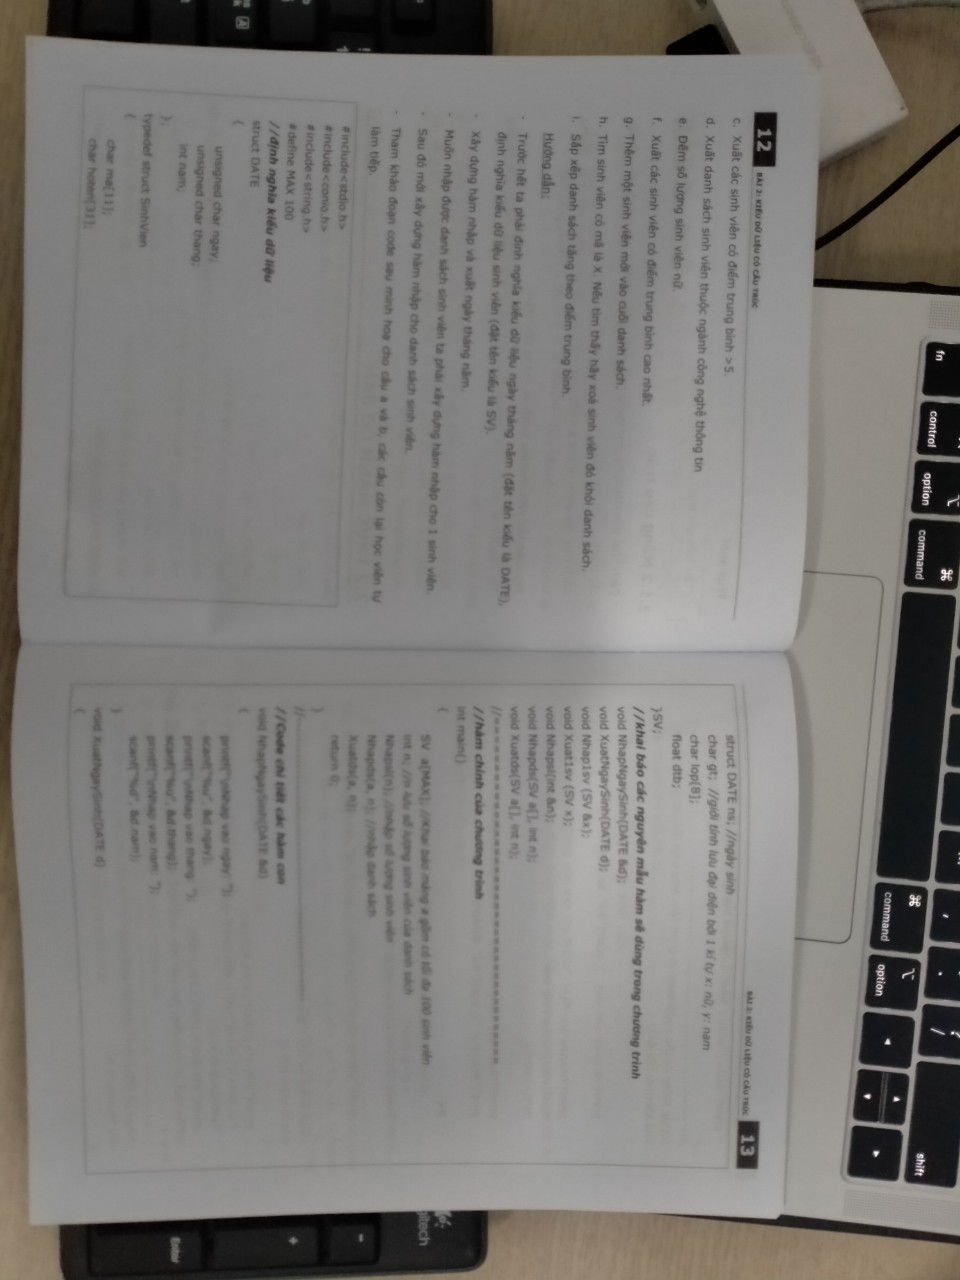 12 BÀI 2: KIỂU DỮ LIỆU CÓ CẤU TRÚC
c. Xuất các sinh viên có điểm trung bình >5.
d. Xuất danh sách sinh viên thuộc ngành công nghệ thông tin
e. Đếm số lượng sinh viên nữ.
f. Xuất các sinh viên có điểm trung bình cao nhất.
g. Thêm một sinh viên mới vào cuối danh sách.
h. Tìm sinh viên có mã là X. Nếu tìm thấy hãy xoá sinh viên đó khỏi danh sách.
i. Sắp xếp danh sách tăng theo điểm trung bình.
Hướng dẫn:
- Trước hết ta phải định nghĩa kiểu dữ liệu ngày tháng năm (đặt tên kiểu là DATE),
định nghĩa kiểu dữ liệu sinh viên (đặt tên kiểu là SV).
- Xây dựng hàm nhập và xuất ngày tháng năm.
- Muốn nhập được danh sách sinh viên ta phải xây dựng hàm nhập cho 1 sinh viên.
- Sau đó mới xây dựng hàm nhập cho danh sách sinh viên.
- Tham khảo đoạn code sau minh hoạ cho câu a và b, các câu còn lại học viên tự
làm tiếp.
#include<stdio.h>
#include<conio.h>
#include<string.h>
#define MAX 100
//định nghĩa kiểu dữ liệu
struct DATE
{
unsigned char ngay;
unsigned char thang;
int nam;
};
typedef struct SinhVien
{
char ma[11];
char hoten[31];
BÀI 2: KIỂU DỮ LIỆU CÓ CẤU TRÚC 13
struct DATE ns; //ngày sinh
char gt; //giới tính lưu đại diện bởi 1 kí tự x: nữ, y: nam
char lop[8];
float dtb;
}SV;
//khai báo các nguyên mẫu hàm sẽ dùng trong chương trình
void NhapNgaySinh(DATE &d);
void XuatNgaySinh(DATE d);
void Nhap1sv (SV &x);
void Xuat1sv (SV x);
void Nhapsl(int &n);
void Nhapds(SV a[], int n);
void Xuatds(SV a[], int n);
//hàm chính của chương trình
int main()
{
SV a[MAX]; //Khai báo mảng a gồm có tối đa 100 sinh viên
int n; //n lưu số lượng sinh viên của danh sách
Nhapsl(n); //nhập số lượng sinh viên
Nhapds(a, n); //nhập danh sách
Xuatds(a, n);
return 0;
}
//Code chi tiết các hàm con
void NhapNgaySinh(DATE &d)
{
printf("\nNhap vao ngay: ");
scanf("%u", &d.ngay);
printf("\nNhap vao thang: ");
scanf("%u", &d.thang);
printf("\nNhap vao nam: ");
scanf("%d", &d.nam);
}
void XuatNgaySinh(DATE d)
{
fn
control
option
command
command
option
shift
Enter